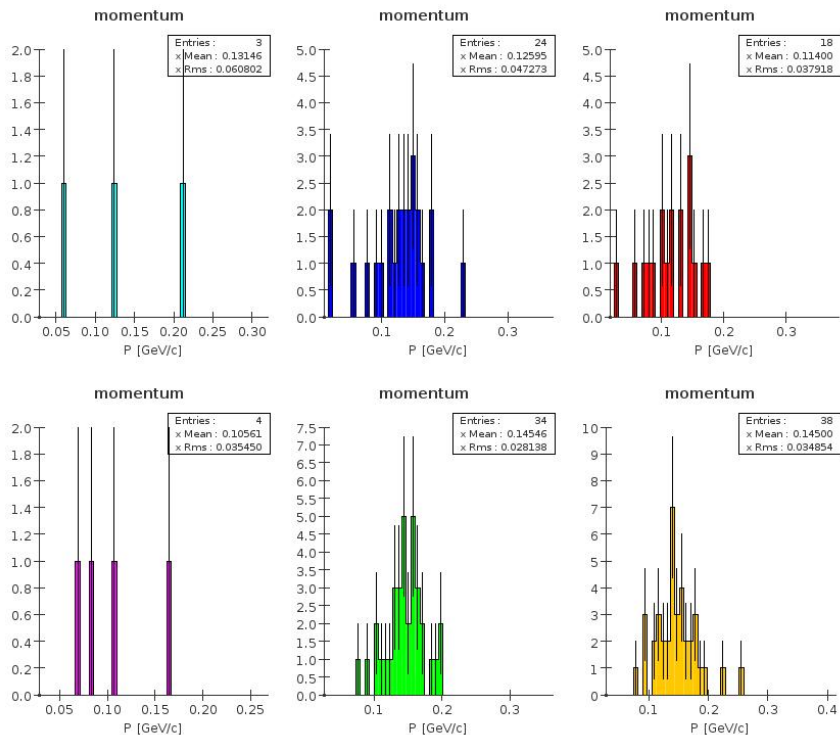 momentum
Entries : 3
x Mean : 0.13146
x Rms : 0.060802
2.0
1.8
1.6
1.4
1.2
1.0
0.8
0.6
0.4
0.2
0.0
0.05 0.10 0.15 0.20 0.25 0.30
P [GeV/c]
momentum
Entries : 24
x Mean : 0.12595
x Rms : 0.047273
5.0
4.5
4.0
3.5
3.0
2.5
2.0
1.5
1.0
0.5
0.0
0.1 0.2 0.3
P [GeV/c]
momentum
Entries : 18
x Mean : 0.11400
x Rms : 0.037918
5.0
4.5
4.0
3.5
3.0
2.5
2.0
1.5
1.0
0.5
0.0
0.1 0.2 0.3
P [GeV/c]
momentum
Entries : 4
x Mean : 0.10561
x Rms : 0.035450
2.0
1.8
1.6
1.4
1.2
1.0
0.8
0.6
0.4
0.2
0.0
0.05 0.10 0.15 0.20 0.25
P [GeV/c]
momentum
Entries : 34
x Mean : 0.14546
x Rms : 0.028138
7.5
7.0
6.5
6.0
5.5
5.0
4.5
4.0
3.5
3.0
2.5
2.0
1.5
1.0
0.5
0.0
0.1 0.2 0.3
P [GeV/c]
momentum
Entries : 38
x Mean : 0.14500
x Rms : 0.034854
10
9
8
7
6
5
4
3
2
1
0
0.1 0.2 0.3 0.4
P [GeV/c]